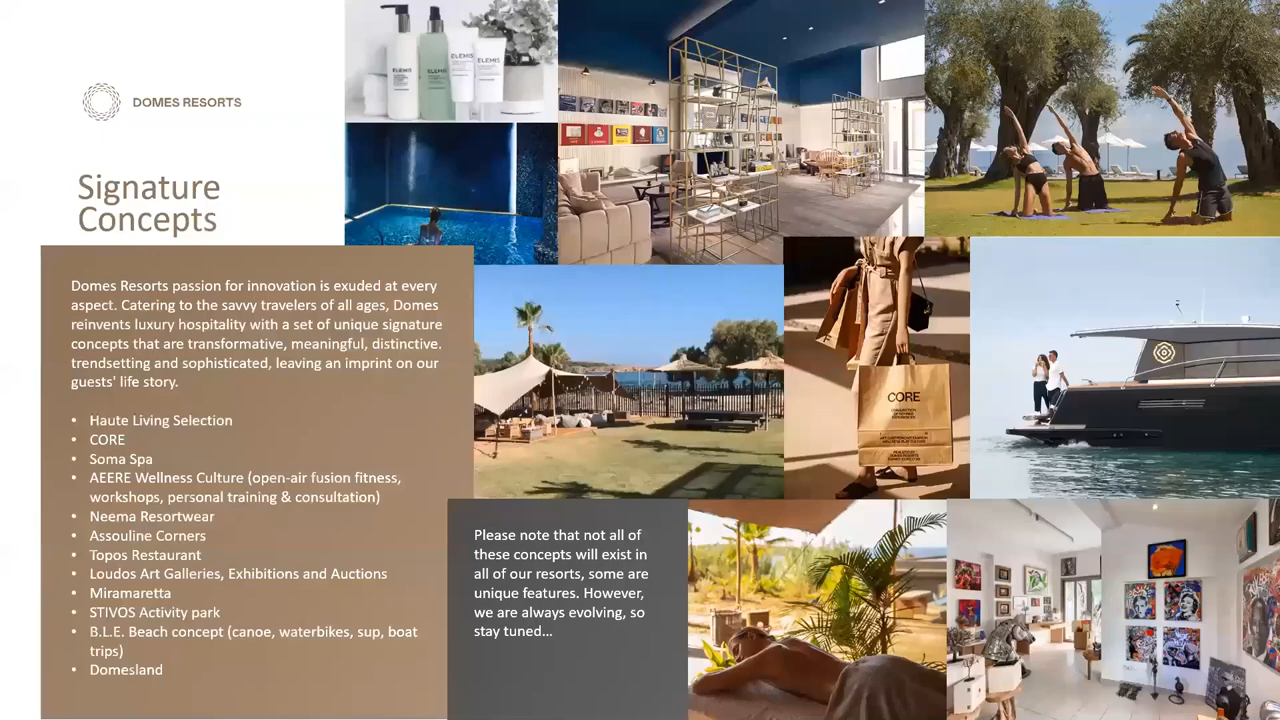 DOMES RESORTS
Signature
Concepts
Domes Resorts passion for innovation is exuded at every
aspect. Catering to the savvy travelers of all ages, Domes
reinvents luxury hospitality with a set of unique signature
concepts that are transformative, meaningful, distinctive.
trendsetting and sophisticated, leaving an imprint on our
guests' life story.
• Haute Living Selection
• CORE
• Soma Spa
• AEERE Wellness Culture (open-air fusion fitness,
workshops, personal training & consultation)
• Neema Resortwear
• Assouline Corners
• Topos Restaurant
• Loudos Art Galleries, Exhibitions and Auctions
• Miramaretta
• STIVOS Activity park
• B.L.E. Beach concept (canoe, waterbikes, sup, boat
trips)
• Domesland
Please note that not all of
these concepts will exist in
all of our resorts, some are
unique features. However,
we are always evolving, so
stay tuned...
ELEMIS
ELEMIS
ELEMIS
ELEMIS
CORE